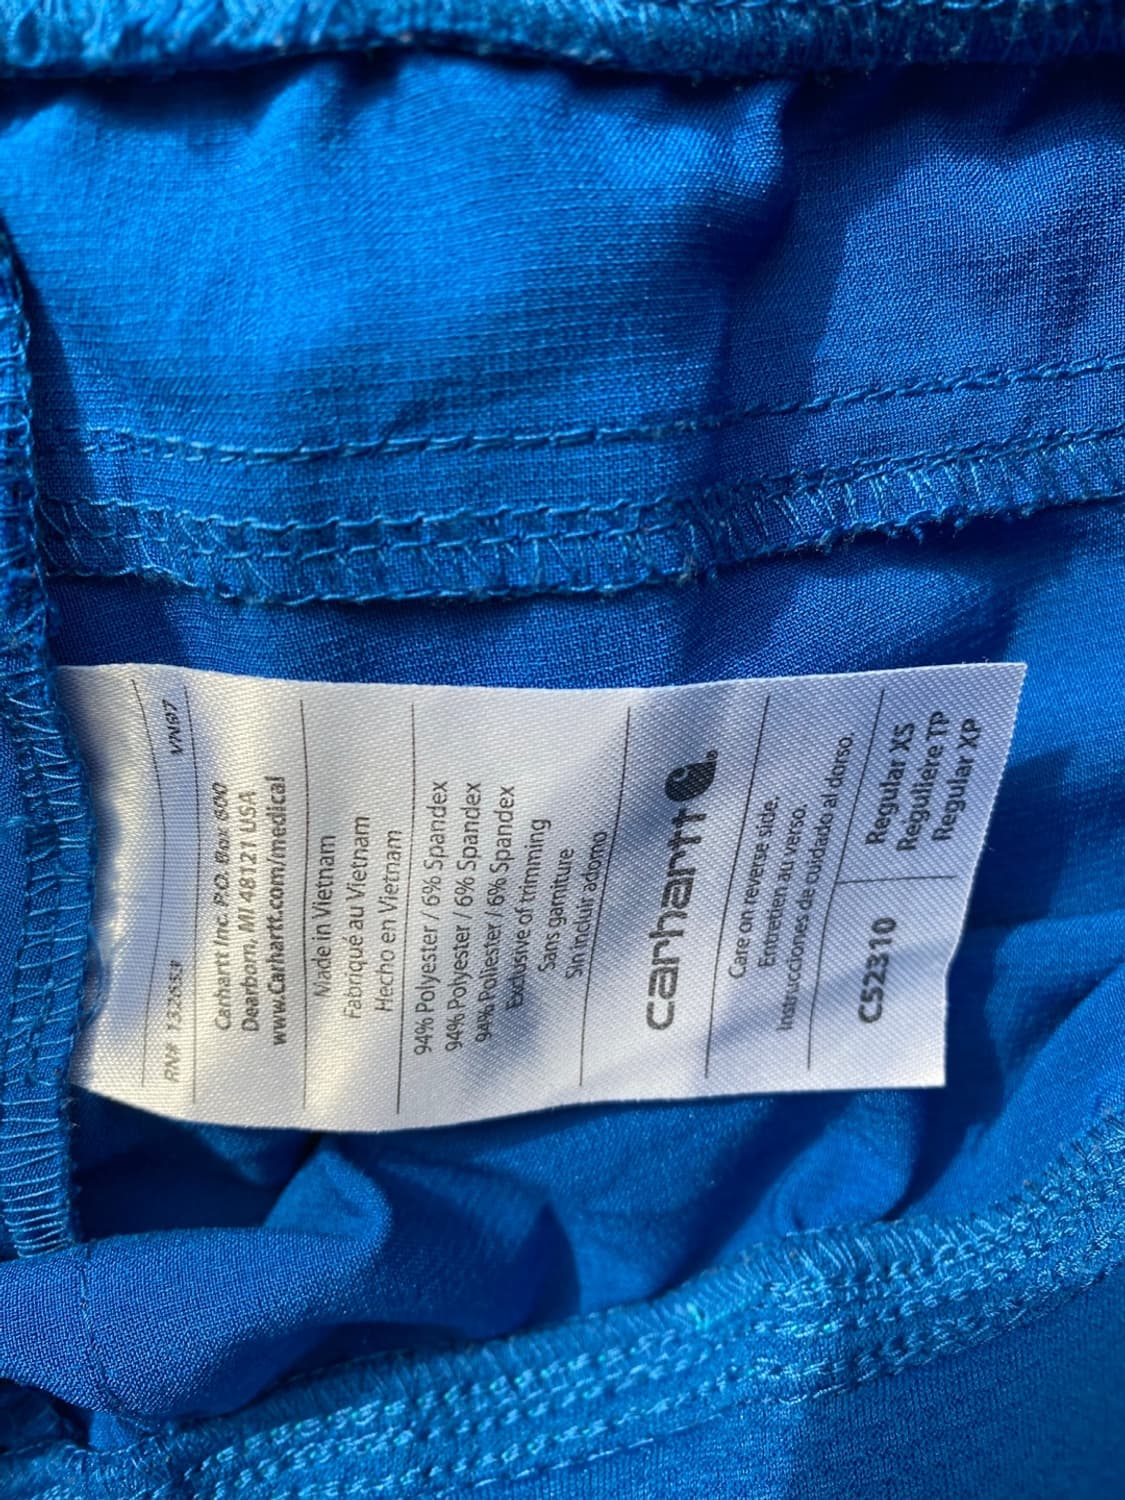 RN# 132653 VN97
Carhartt Inc. P.O. Box 600
Dearborn, MI 48121 USA
www.Carhartt.com/medical
Made in Vietnam
Fabriqué au Vietnam
Hecho en Vietnam
94% Polyester / 6% Spandex
94% Polyester / 6% Spandex
94% Poliester / 6% Spandex
Exclusive of trimming
Sans garniture
Sin incluir adorno
carhartt
Care on reverse side.
Entretien au verso.
Instrucciones de cuidado al dorso.
C52310
Regular XS
Reguliere TP
Regular XP